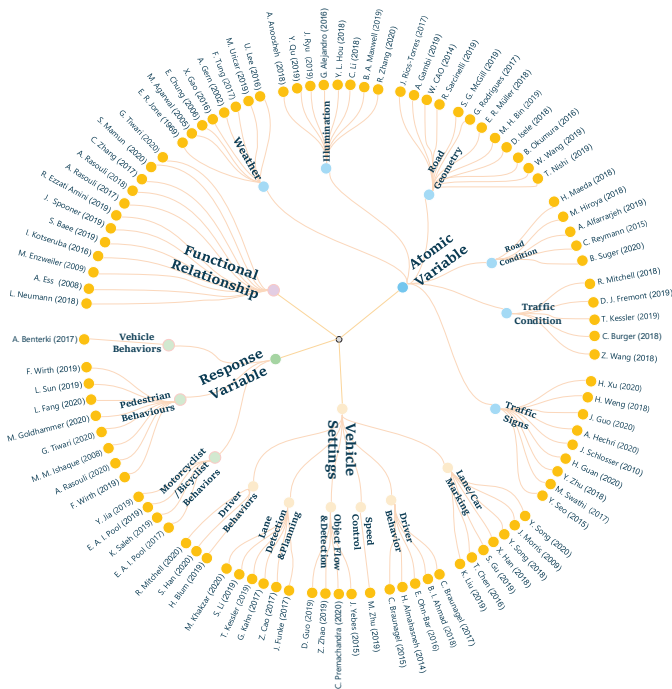 Atomic
Variable
Illumination
A. Anoosheh (2018)
Y. Qu (2019)
J. Ryu (2019)
G. Alejandro (2016)
Y. L. Hou (2018)
C. Li (2018)
B. A. Maxwell (2019)
R. Zhang (2020)
Road
Geometry
J. Ríos-Torres (2017)
A. Gambi (2019)
W. CAO (2014)
R. Sarcinelli (2019)
S. G. McGill (2019)
G. Rodrigues (2017)
E. R. Müller (2018)
M. H. Bin (2019)
D. Isele (2018)
B. Okumura (2016)
W. Wang (2019)
T. Nishi (2019)
Road
Condition
H. Maeda (2018)
M. Hiroya (2018)
A. Alfarrarjeh (2019)
C. Reymann (2015)
B. Suger (2020)
Traffic
Condition
R. Mitchell (2018)
D. J. Fremont (2019)
T. Kessler (2019)
C. Burger (2018)
Z. Wang (2018)
Traffic
Signs
H. Xu (2020)
H. Weng (2018)
J. Guo (2020)
A. Hechri (2020)
J. Schlosser (2010)
H. Guan (2020)
Y. Zhu (2018)
M. Swathi (2017)
Y. Seo (2015)
Vehicle
Settings
Lane/Car
Marking
Y. Song (2020)
J. Morris (2009)
Y. Song (2018)
X. Han (2018)
S. Gu (2019)
T. Chen (2016)
K. Liu (2019)
Driver
Behavior
C. Braunagel (2017)
B. I. Ahmad (2018)
E. Ohn-Bar (2016)
H. Almahasneh (2014)
C. Braunagel (2015)
Speed
Control
M. Zhu (2019)
Object Flow
&Detection
J. Yebes (2015)
C. Premachandra (2020)
Z. Zhao (2019)
D. Guo (2019)
Lane
Detection
&Planning
J. Funke (2017)
Z. Cao (2017)
G. Kahn (2017)
T. Kessler (2019)
S. Li (2019)
M. Khakzar (2020)
Driver
Behaviors
H. Blum (2019)
S. Han (2020)
R. Mitchell (2020)
Response
Variable
Motorcyclist
/Bicyclist
Behaviors
E. A. I. Pool (2017)
K. Saleh (2019)
E. A. I. Pool (2019)
Y. Jia (2019)
Pedestrian
Behaviours
F. Wirth (2019)
A. Rasouli (2020)
M. M. Ishaque (2008)
G. Tiwari (2020)
M. Goldhammer (2020)
L. Fang (2020)
L. Sun (2019)
F. Wirth (2019)
Vehicle
Behaviors
A. Benterki (2017)
Functional
Relationship
L. Neumann (2018)
A. Ess (2008)
M. Enzweiler (2009)
I. Kotseruba (2016)
S. Baee (2019)
J. Spooner (2019)
R. Ezzati Amini (2019)
A. Rasouli (2017)
A. Rasouli (2018)
C. Zhang (2017)
S. Mamun (2020)
G. Tiwari (2020)
Weather
E. R. Jone (1969)
M. Agarwal (2005)
E. Chung (2006)
X. Gao (2016)
A. Gern (2002)
F. Tung (2017)
M. Uricar (2019)
U. Lee (2016)